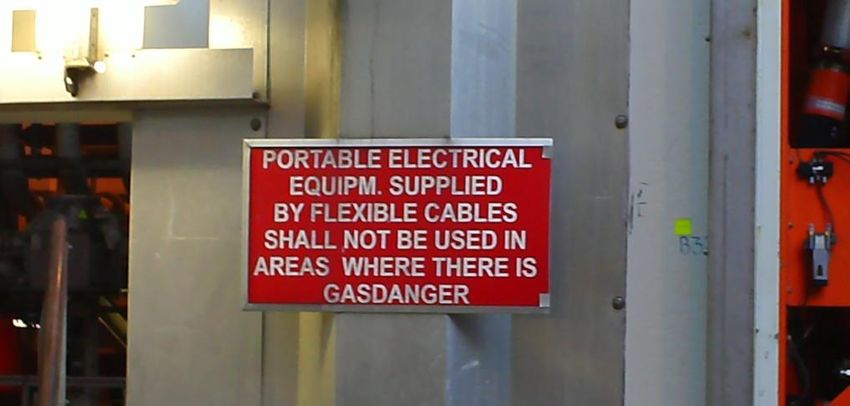 PORTABLE ELECTRICAL
EQUIPM. SUPPLIED
BY FLEXIBLE CABLES
SHALL NOT BE USED IN
AREAS WHERE THERE IS
GASDANGER